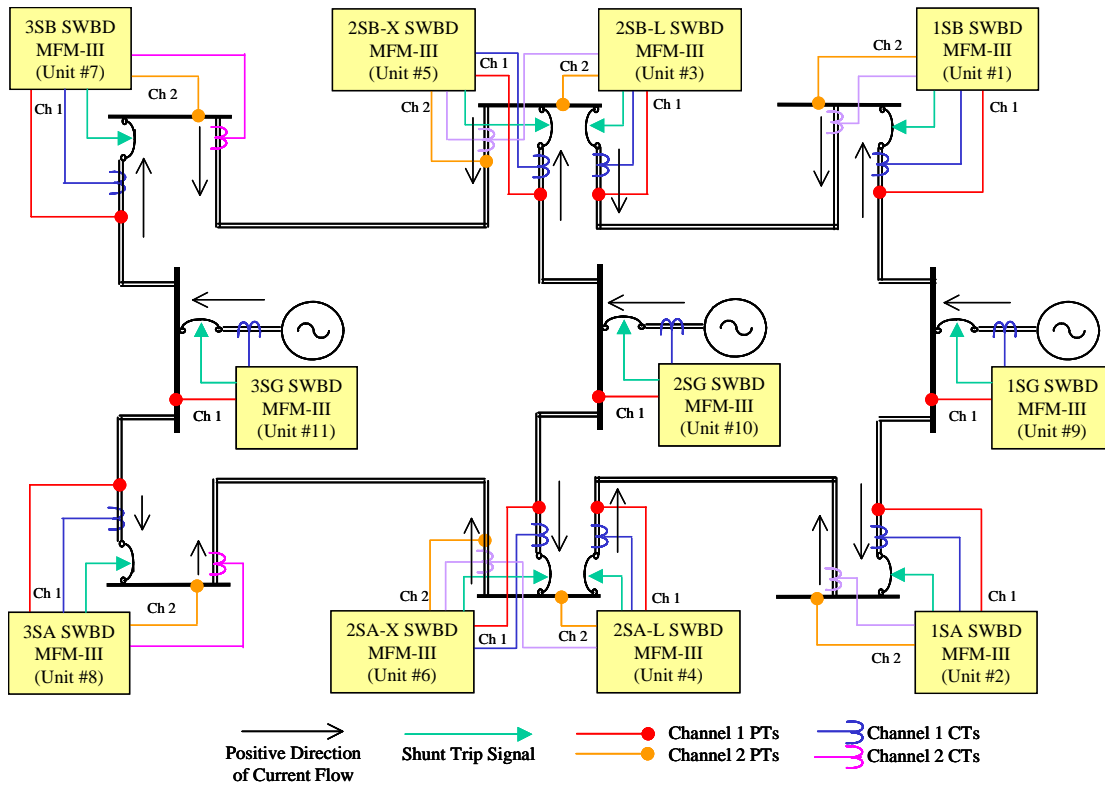 3SB SWBD
MFM-III
(Unit #7)
2SB-X SWBD
MFM-III
(Unit #5)
2SB-L SWBD
MFM-III
(Unit #3)
1SB SWBD
MFM-III
(Unit #1)
Ch 1
Ch 2
Ch 1
Ch 2
Ch 2
Ch 1
Ch 2
Ch 1
3SG SWBD
MFM-III
(Unit #11)
Ch 1
2SG SWBD
MFM-III
(Unit #10)
Ch 1
1SG SWBD
MFM-III
(Unit #9)
Ch 1
3SA SWBD
MFM-III
(Unit #8)
Ch 1
Ch 2
2SA-X SWBD
MFM-III
(Unit #6)
Ch 2
Ch 1
2SA-L SWBD
MFM-III
(Unit #4)
Ch 2
Ch 1
1SA SWBD
MFM-III
(Unit #2)
Ch 2
Ch 1
Positive Direction
of Current Flow
Shunt Trip Signal
Channel 1 PTs
Channel 2 PTs
Channel 1 CTs
Channel 2 CTs